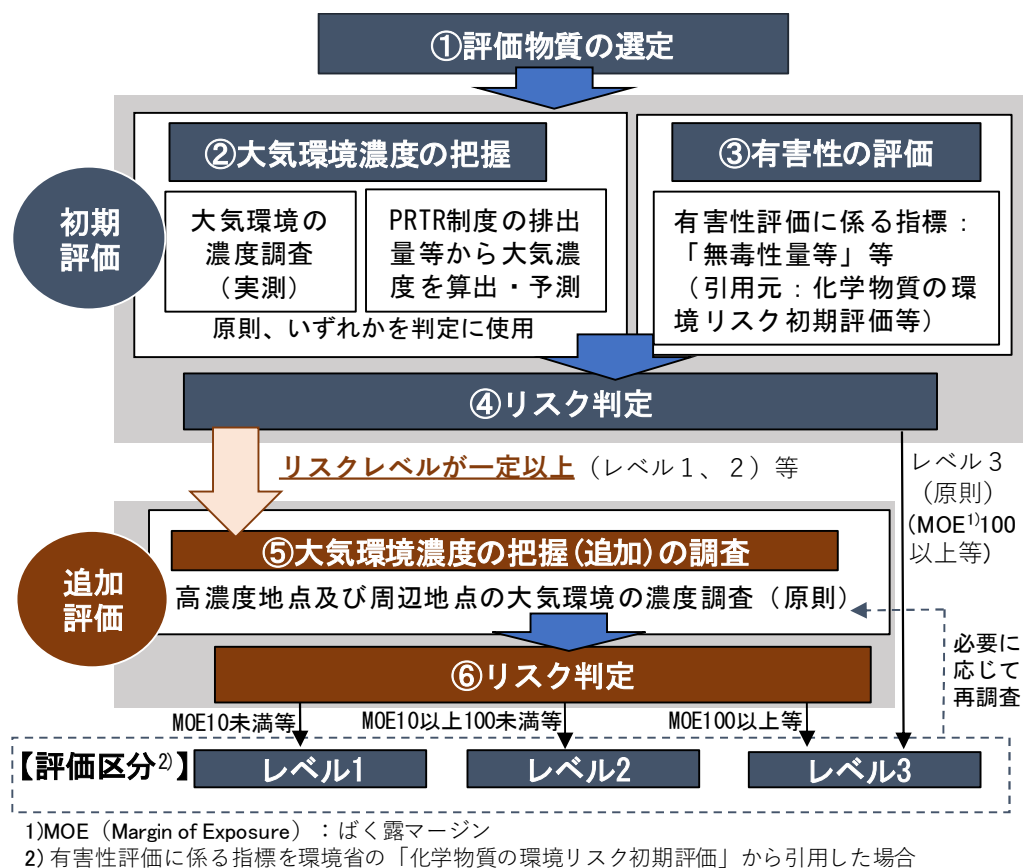 ①評価物質の選定
②大気環境濃度の把握
③有害性の評価
初期
評価
大気環境の
濃度調査
（実測）
PRTR制度の排出
量等から大気濃
度を算出・予測
原則、いずれかを判定に使用
有害性評価に係る指標：
「無毒性量等」等
（引用元：化学物質の環
境リスク初期評価等）
④リスク判定
リスクレベルが一定以上（レベル１、２）等
レベル３
（原則）
(MOE1)100
以上等)
追加
評価
⑤大気環境濃度の把握(追加)の調査
高濃度地点及び周辺地点の大気環境の濃度調査（原則）
⑥リスク判定
必要に
応じて
再調査
MOE10未満等
MOE10以上100未満等
MOE100以上等
【評価区分2)】
レベル1
レベル2
レベル3
1)MOE（Margin of Exposure）：ばく露マージン
2) 有害性評価に係る指標を環境省の「化学物質の環境リスク初期評価」から引用した場合